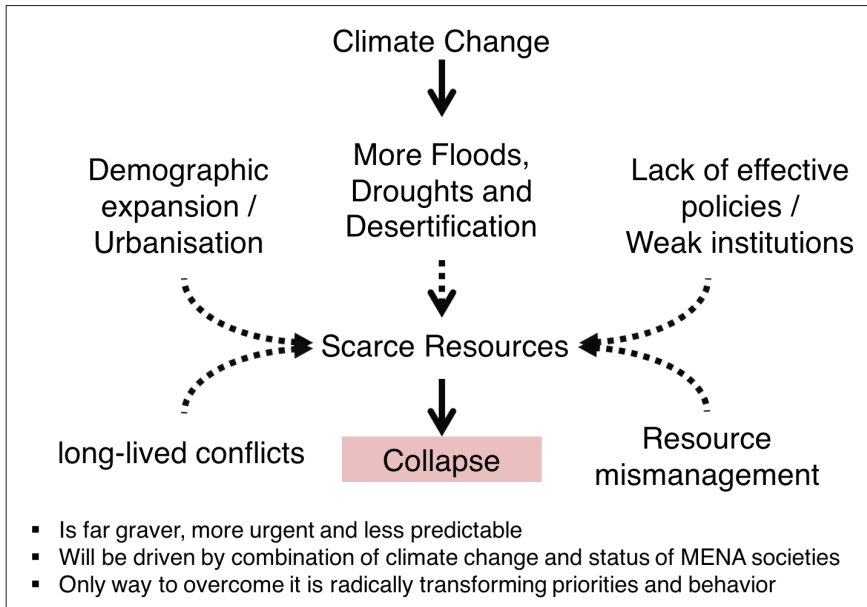 Climate Change
More Floods,
Droughts and
Desertification
Demographic
expansion /
Urbanisation
Lack of effective
policies /
Weak institutions
Scarce Resources
long-lived conflicts
Collapse
Resource
mismanagement
▪ Is far graver, more urgent and less predictable
▪ Will be driven by combination of climate change and status of MENA societies
▪ Only way to overcome it is radically transforming priorities and behavior